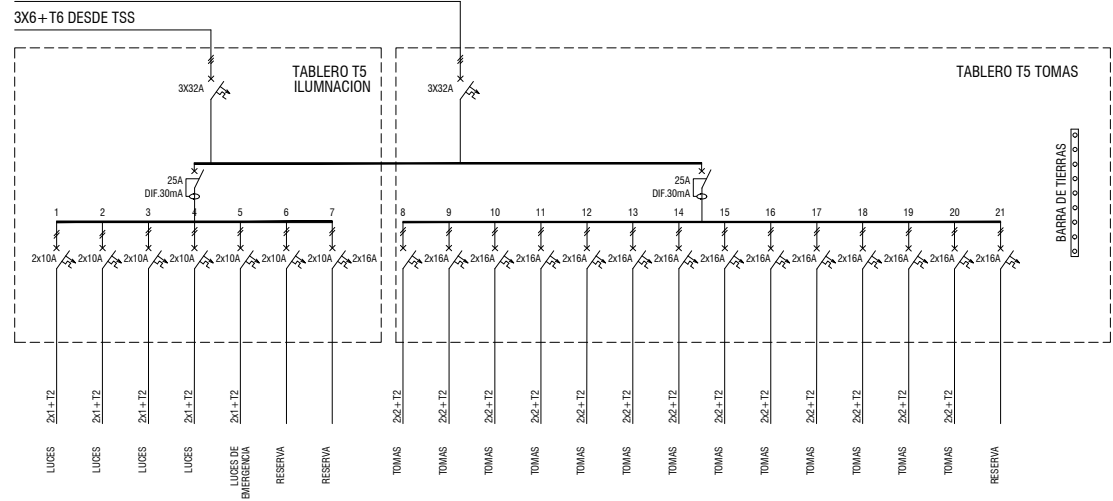 3X6+T6 DESDE TSS
TABLERO T5
ILUMNACION
TABLERO T5 TOMAS
3X32A
3X32A
BARRA DE TIERRAS
25A
DIF.30mA
25A
DIF.30mA
1 2 3 4 5 6 7 8 9 10 11 12 13 14 15 16 17 18 19 20 21
2x10A 2x10A 2x10A 2x10A 2x10A 2x10A 2x10A 2x16A 2x16A 2x16A 2x16A 2x16A 2x16A 2x16A 2x16A 2x16A 2x16A 2x16A 2x16A 2x16A 2x16A
2x1+T2 2x1+T2 2x1+T2 2x1+T2 2x1+T2 2x2+T2 2x2+T2 2x2+T2 2x2+T2 2x2+T2 2x2+T2 2x2+T2 2x2+T2 2x2+T2 2x2+T2 2x2+T2 2x2+T2 2x2+T2
LUCES
LUCES
LUCES
LUCES
LUCES DE
EMERGENCIA
RESERVA
RESERVA
TOMAS
TOMAS
TOMAS
TOMAS
TOMAS
TOMAS
TOMAS
TOMAS
TOMAS
TOMAS
TOMAS
TOMAS
TOMAS
RESERVA